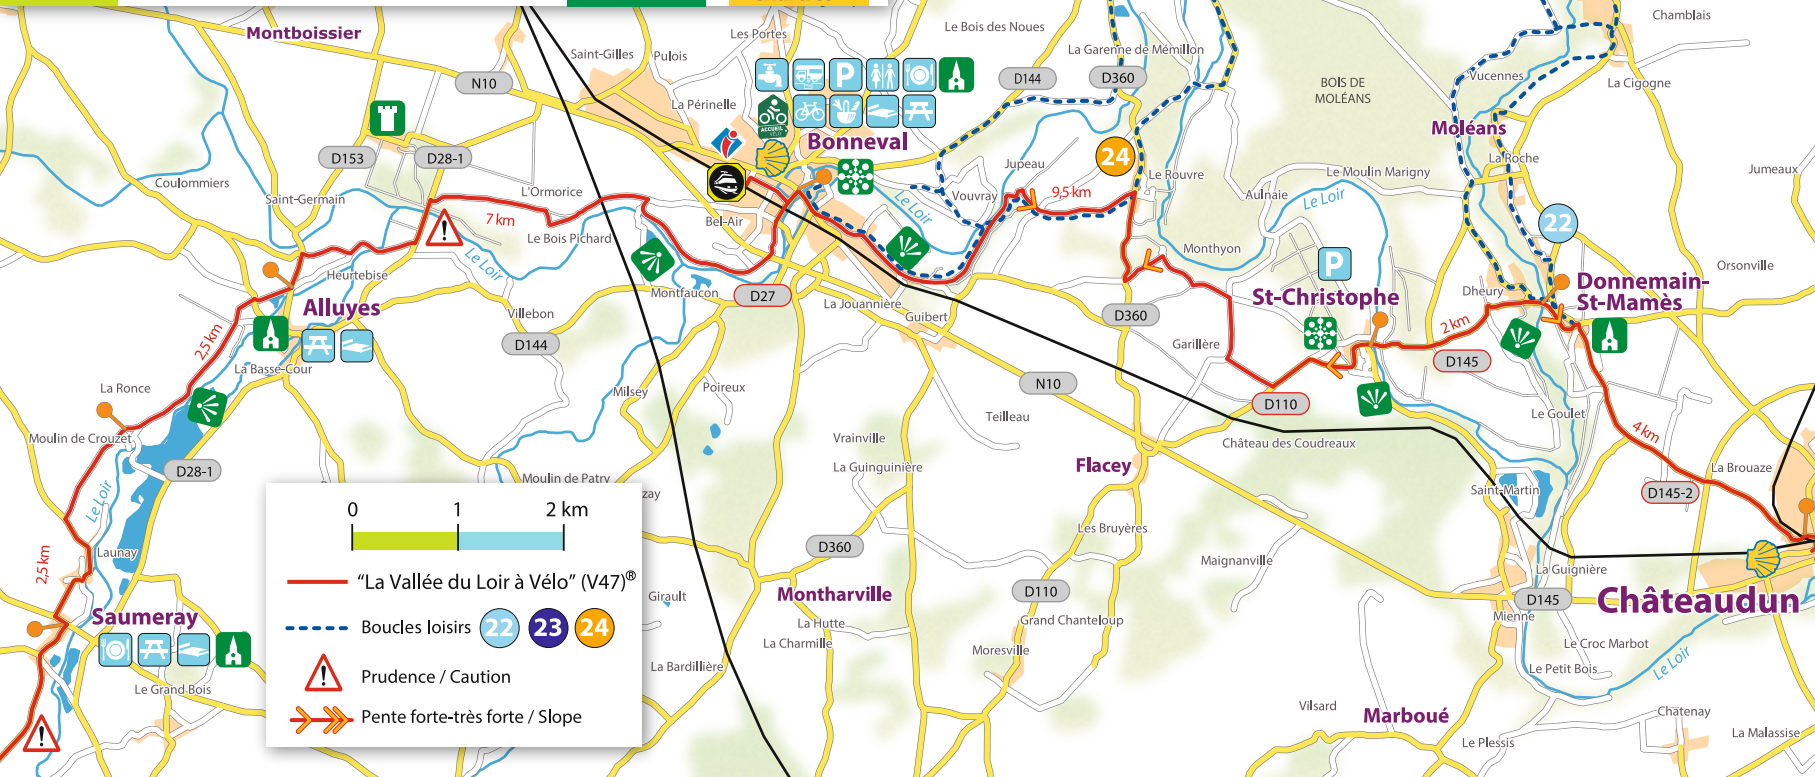 Montboissier
Saint-Gilles
Pulois
Les Portes
Le Bois des Noues
La Garenne de Mémillon
Chamblais
N10
D144
D360
BOIS DE
MOLÉANS
Vucennes
La Cigogne
La Périnelle
P
ACCUEIL
VÉLO
Bonneval
Moléans
D153
D28-1
24
Jupeau
La Roche
Coulommiers
Saint-Germain
L'Ormorice
Le Rouvre
Le Moulin Marigny
Jumeaux
7 km
Bel-Air
Le Loir
Vouvray
9,5 km
Aulnaie
Le Loir
22
Le Bois Pichard
Le Loir
Monthyon
P
Orsonville
Heurtebise
Montfaucon
D27
La Jouannière
St-Christophe
Dheury
Donnemain-
St-Mamès
Alluyes
Villebon
Guibert
D360
2 km
2,5 km
D144
Garillère
D145
La Basse-Cour
La Ronce
Milsey
Poireux
N10
D110
Teilleau
Le Goulet
Moulin de Crouzet
Vrainville
Château des Coudreaux
4 km
D28-1
La Guinguinière
Flacey
La Brouaze
Le Loir
Moulin de Patry
zay
Saint-Martin
D145-2
0 1 2 km
Les Bruyères
Launay
2,5 km
D360
Maignanville
La Guignière
"La Vallée du Loir à Vélo" (V47)®
Girault
Montharville
D110
D145
Châteaudun
Saumeray
Boucles loisirs 22 23 24
La Hutte
Grand Chanteloup
Mienne
La Charmille
Moresville
Le Croc Marbot
Le Loir
Prudence / Caution
La Bardillière
Le Petit Bois
Le Grand Bois
Pente forte-très forte / Slope
Vilsard
Marboué
Chatenay
Le Plessis
La Malassise